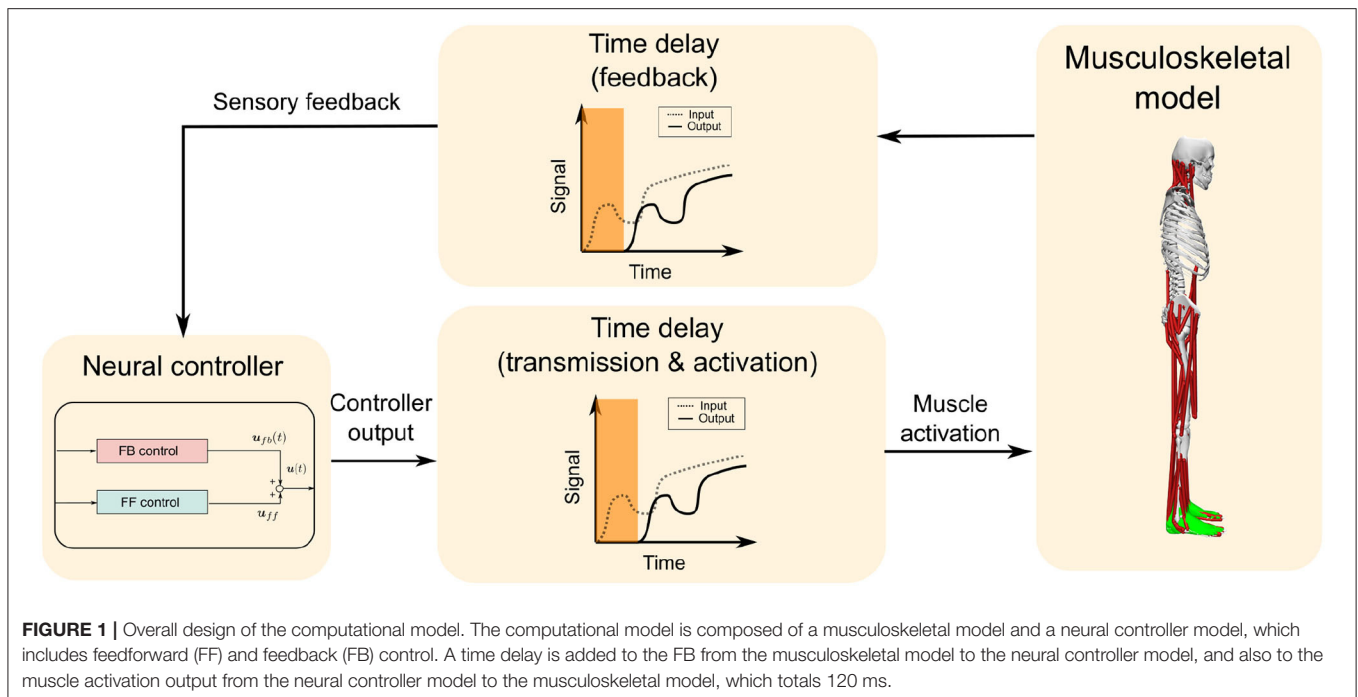 Time delay
(feedback)
Sensory feedback
Input
Output
Signal
Time
Musculoskeletal
model
Neural controller
FB control
FF control
u_fb(t)
u(t)
+
+
u_ff
Controller
output
Time delay
(transmission & activation)
Input
Output
Signal
Time
Muscle
activation
FIGURE 1 | Overall design of the computational model. The computational model is composed of a musculoskeletal model and a neural controller model, which
includes feedforward (FF) and feedback (FB) control. A time delay is added to the FB from the musculoskeletal model to the neural controller model, and also to the
muscle activation output from the neural controller model to the musculoskeletal model, which totals 120 ms.